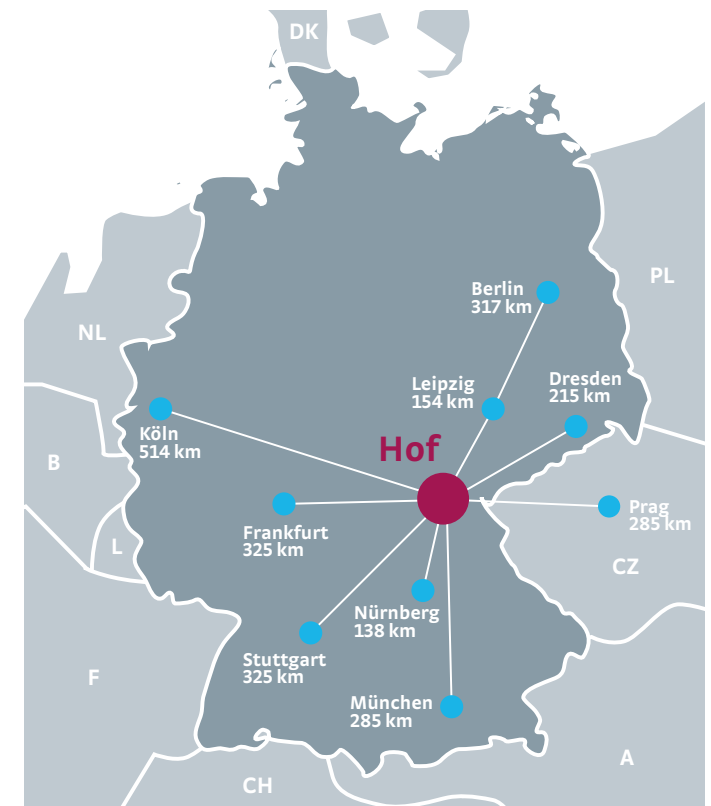 DK
PL
Berlin
317 km
NL
Leipzig
154 km
Dresden
215 km
Köln
514 km
Hof
B
Prag
285 km
Frankfurt
325 km
L
CZ
Nürnberg
138 km
Stuttgart
325 km
F
München
285 km
A
CH